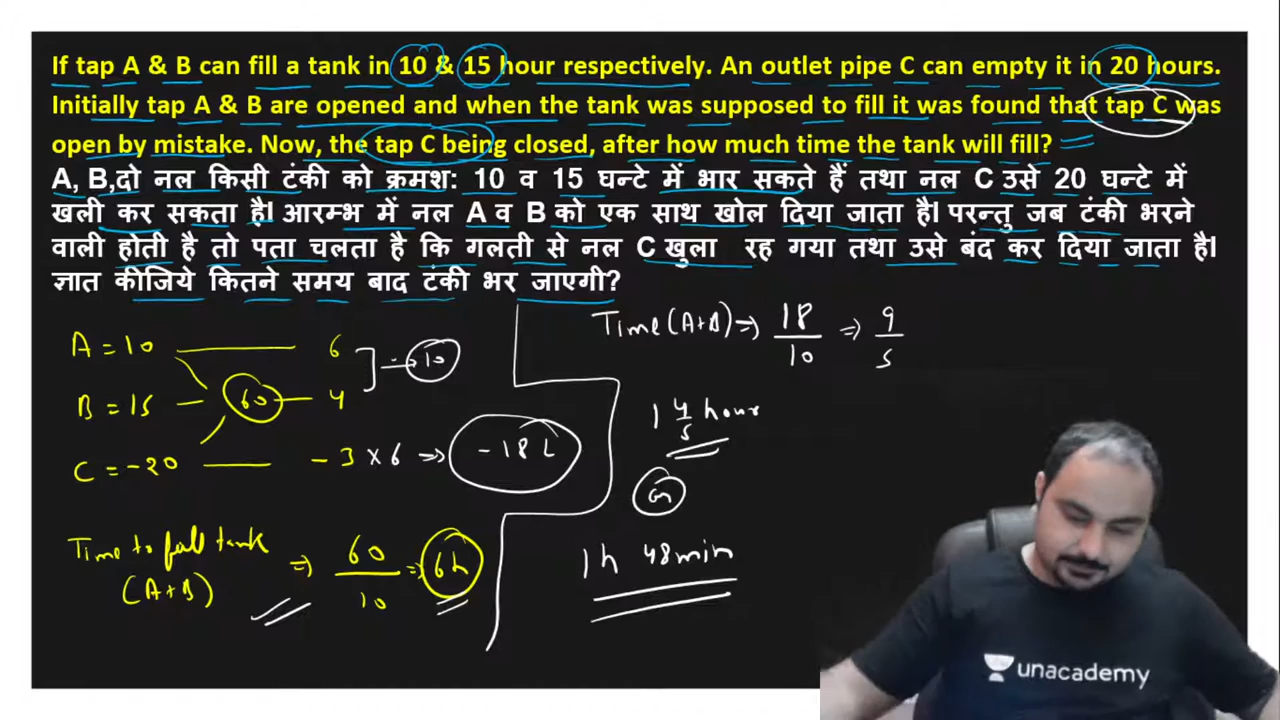 If tap A & B can fill a tank in 10 & 15 hour respectively. An outlet pipe C can empty it in 20 hours.
Initially tap A & B are opened and when the tank was supposed to fill it was found that tap C was
open by mistake. Now, the tap C being closed, after how much time the tank will fill?
A, B,दो नल किसी टंकी को क्रमश: 10 व 15 घन्टे में भार सकते हैं तथा नल C उसे 20 घन्टे में
खली कर सकता है। आरम्भ में नल A व B को एक साथ खोल दिया जाता है। परन्तु जब टंकी भरने
वाली होती है तो पता चलता है कि गलती से नल C खुला रह गया तथा उसे बंद कर दिया जाता है।
ज्ञात कीजिये कितने समय बाद टंकी भर जाएगी?
A = 10
6
B = 15
60
4
10
C = -20
- 3 × 6 ⇒ -18 L
Time to full tank
(A+B)
⇒ 60/10 ⇒ 6h
Time (A+B) ⇒ 18/10 ⇒ 9/5
1 4/5 hour
or
1h 48min
unacademy